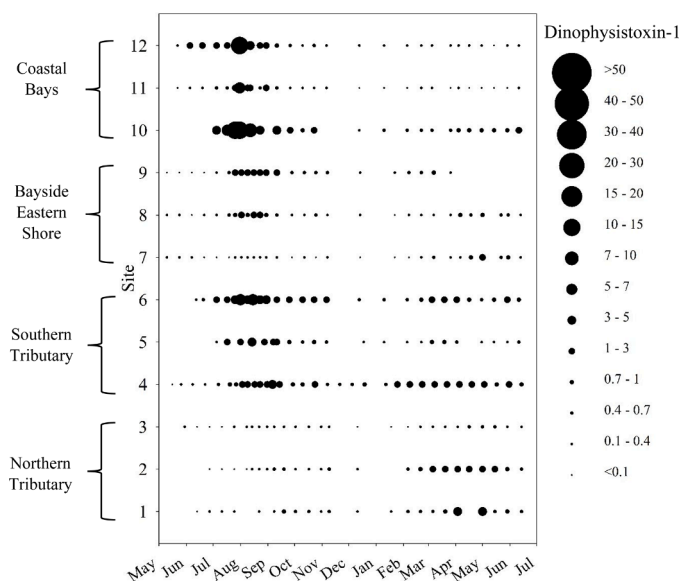 Dinophysistoxin-1
>50
40 - 50
30 - 40
20 - 30
15 - 20
10 - 15
7 - 10
5 - 7
3 - 5
1 - 3
0.7 - 1
0.4 - 0.7
0.1 - 0.4
<0.1
Coastal
Bays
Bayside
Eastern
Shore
Southern
Tributary
Northern
Tributary
Site
12
11
10
9
8
7
6
5
4
3
2
1
May
Jun
Jul
Aug
Sep
Oct
Nov
Dec
Jan
Feb
Mar
Apr
May
Jun
Jul